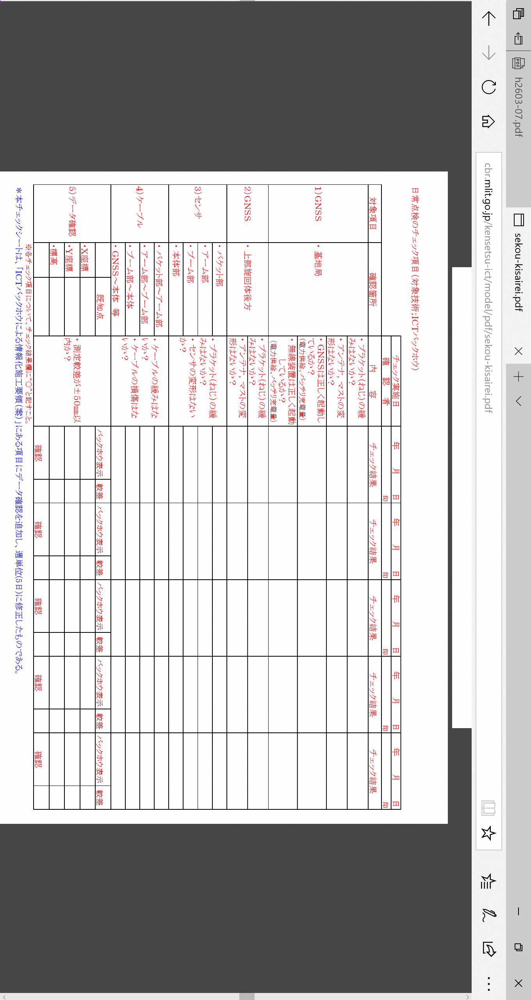 h2603-07.pdf
sekou-kisairei.pdf
cbr.mlit.go.jp/kensetsu-ict/model/pdf/sekou-kisairei.pdf
日常点検のチェック項目(対象技術;ICTバックホウ)
チェック実施日 年 月 日 年 月 日 年 月 日 年 月 日 年 月 日
確 認 者 印 印 印 印 印
対象項目 確認箇所 内 容 チェック結果 チェック結果 チェック結果 チェック結果 チェック結果
1)GNSS
・基地局
・ブラケット(ねじ)の緩
みはないか?
・アンテナ, マストの変
形はないか?
・GNSSは正しく起動し
ているか?
(電力供給、バッテリ充電量)
・無線装置は正しく起動
しているか?
(電力供給、バッテリ充電量)
2)GNSS
・上部旋回体後方
・ブラケット(ねじ)の緩
みはないか?
・アンテナ, マストの変
形はないか?
3)センサ
・バケット部
・アーム部
・ブーム部
・本体部
・ブラケット(ねじ)の緩
みはないか?
・センサの変形はない
か?
4)ケーブル
・バケット部~アーム部
・アーム部~ブーム部
・ブーム部~本体
・GNSS~本体 等
・ケーブルの緩みはな
いか?
・ケーブルの損傷はな
いか?
5)データ確認
既知点
・X座標
・Y座標
・標高
・測定較差が±50㎜以
内か?
バックホウ表示 較差 バックホウ表示 較差 バックホウ表示 較差 バックホウ表示 較差 バックホウ表示 較差
確認 確認 確認 確認 確認
※各チェック項目について、チェック結果欄に“○”と記すこと。
＊本チェックシートは、「ICTバックホウによる情報化施工要領(案)」にある項目にデータ確認を追加し、週単位(5日)に修正したものである。